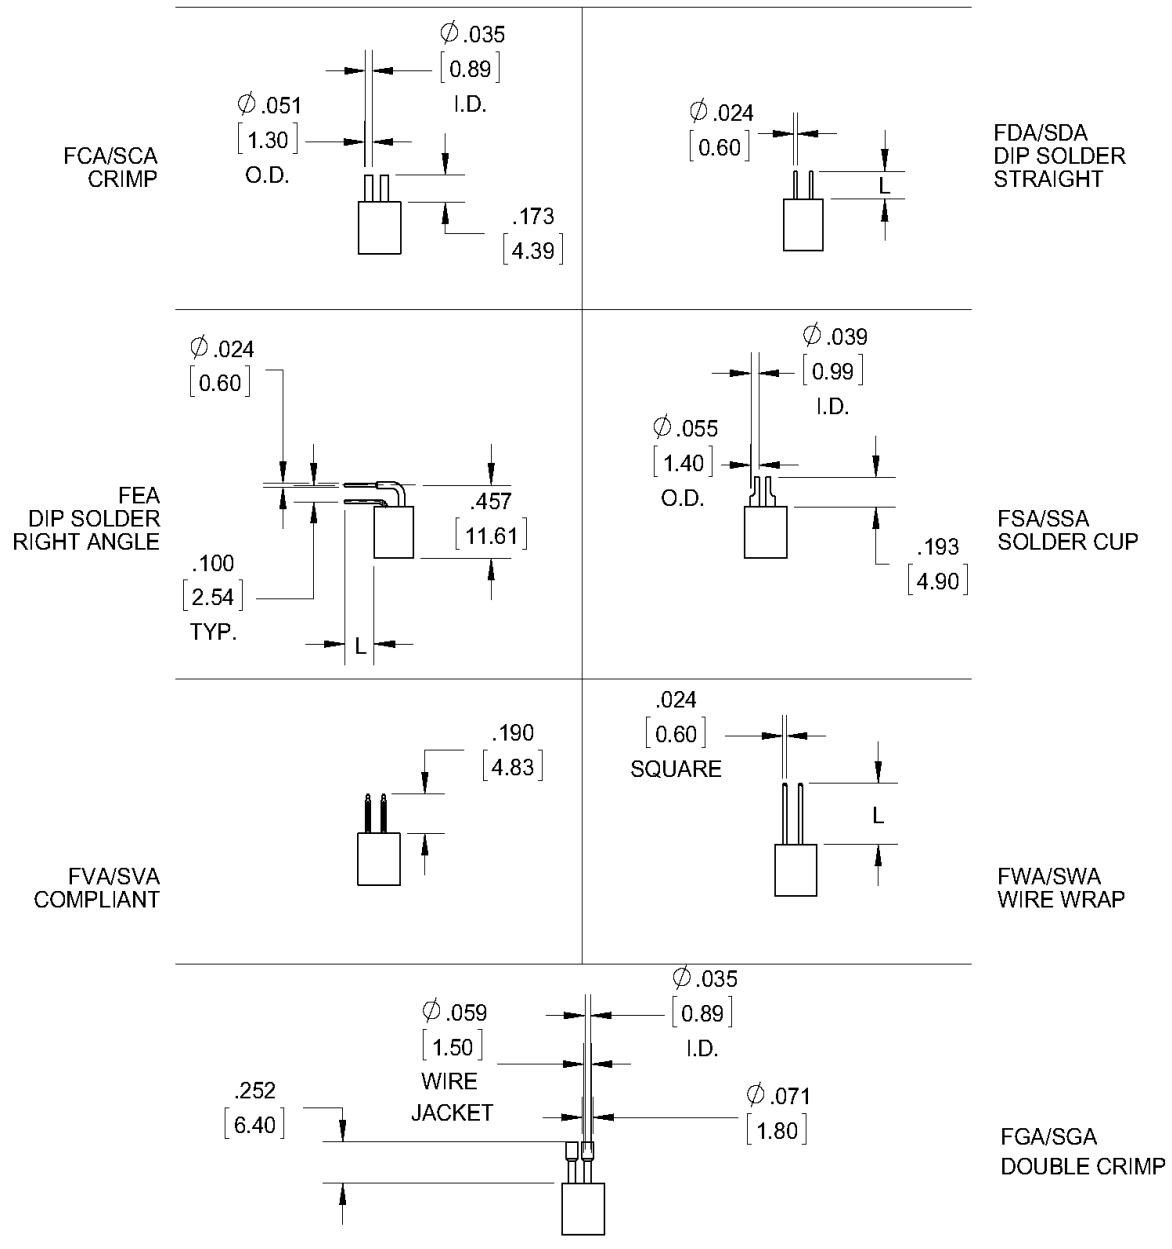 FCA/SCA
CRIMP
Ø .051
[1.30]
O.D.
Ø .035
[0.89]
I.D.
.173
[4.39]
Ø .024
[0.60]
L
FDA/SDA
DIP SOLDER
STRAIGHT
FEA
DIP SOLDER
RIGHT ANGLE
Ø .024
[0.60]
.457
[11.61]
.100
[2.54]
TYP.
L
Ø .039
[0.99]
I.D.
Ø .055
[1.40]
O.D.
.193
[4.90]
FSA/SSA
SOLDER CUP
FVA/SVA
COMPLIANT
.190
[4.83]
.024
[0.60]
SQUARE
L
FWA/SWA
WIRE WRAP
Ø .035
[0.89]
I.D.
Ø .059
[1.50]
WIRE
JACKET
.252
[6.40]
Ø .071
[1.80]
FGA/SGA
DOUBLE CRIMP